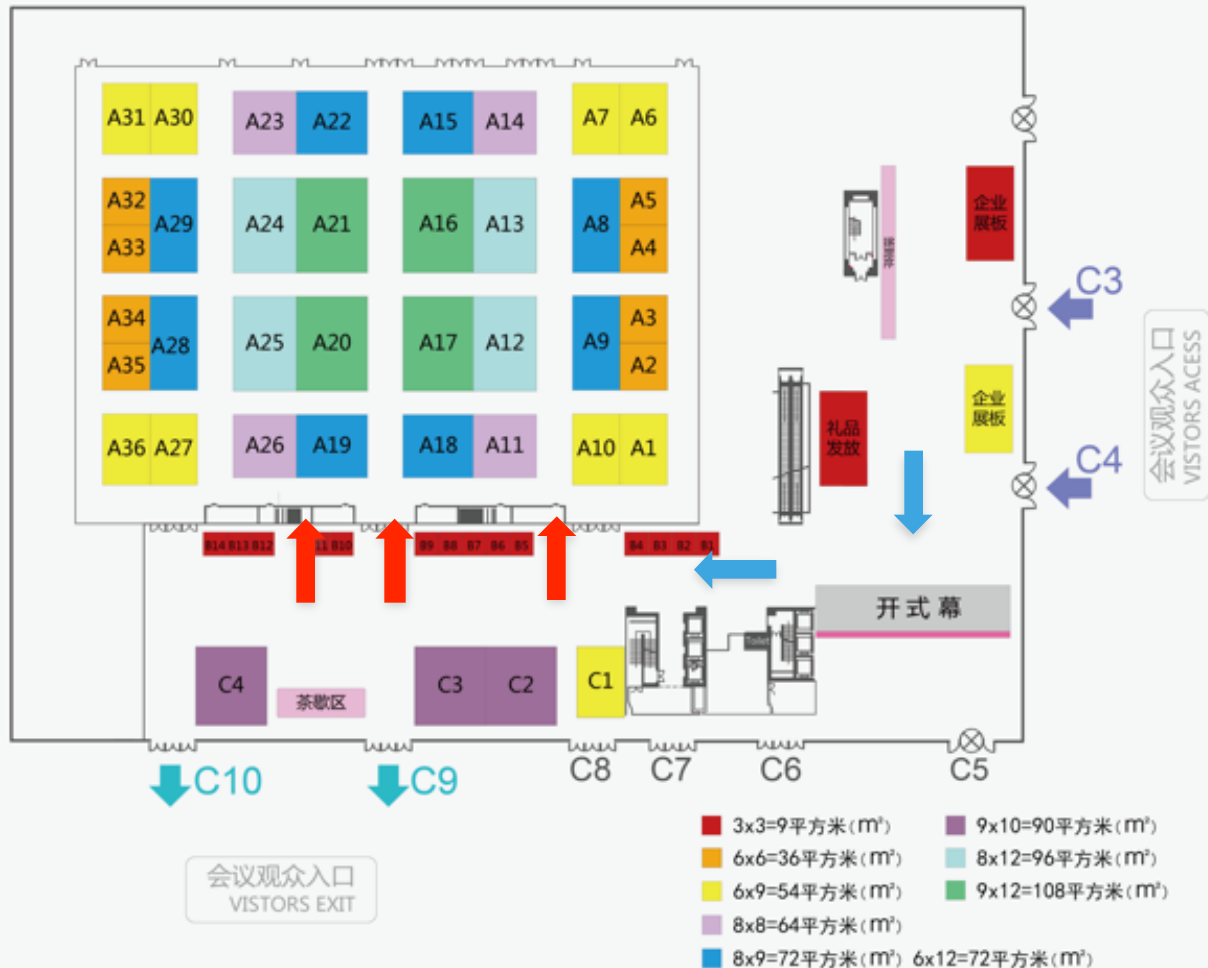 A31 A30 A23 A22 A15 A14 A7 A6
A32 A29 A24 A21 A16 A13 A8 A5
A33 A4
A34 A28 A25 A20 A17 A12 A9 A3
A35 A2
A36 A27 A26 A19 A18 A11 A10 A1
企业
展板
C3
企业
展板
C4
礼品
发放
会议观众入口
VISTORS ACESS
B14 B13 B12 B10 B9 B8 B7 B6 B5 B4 B3 B2 B1
开式幕
Toilet
C4 茶歇区 C3 C2 C1
C10 C9 C8 C7 C6 C5
会议观众入口
VISTORS EXIT
3x3=9平方米(m²)
6x6=36平方米(m²)
6x9=54平方米(m²)
8x8=64平方米(m²)
8x9=72平方米(m²) 6x12=72平方米(m²)
9x10=90平方米(m²)
8x12=96平方米(m²)
9x12=108平方米(m²)